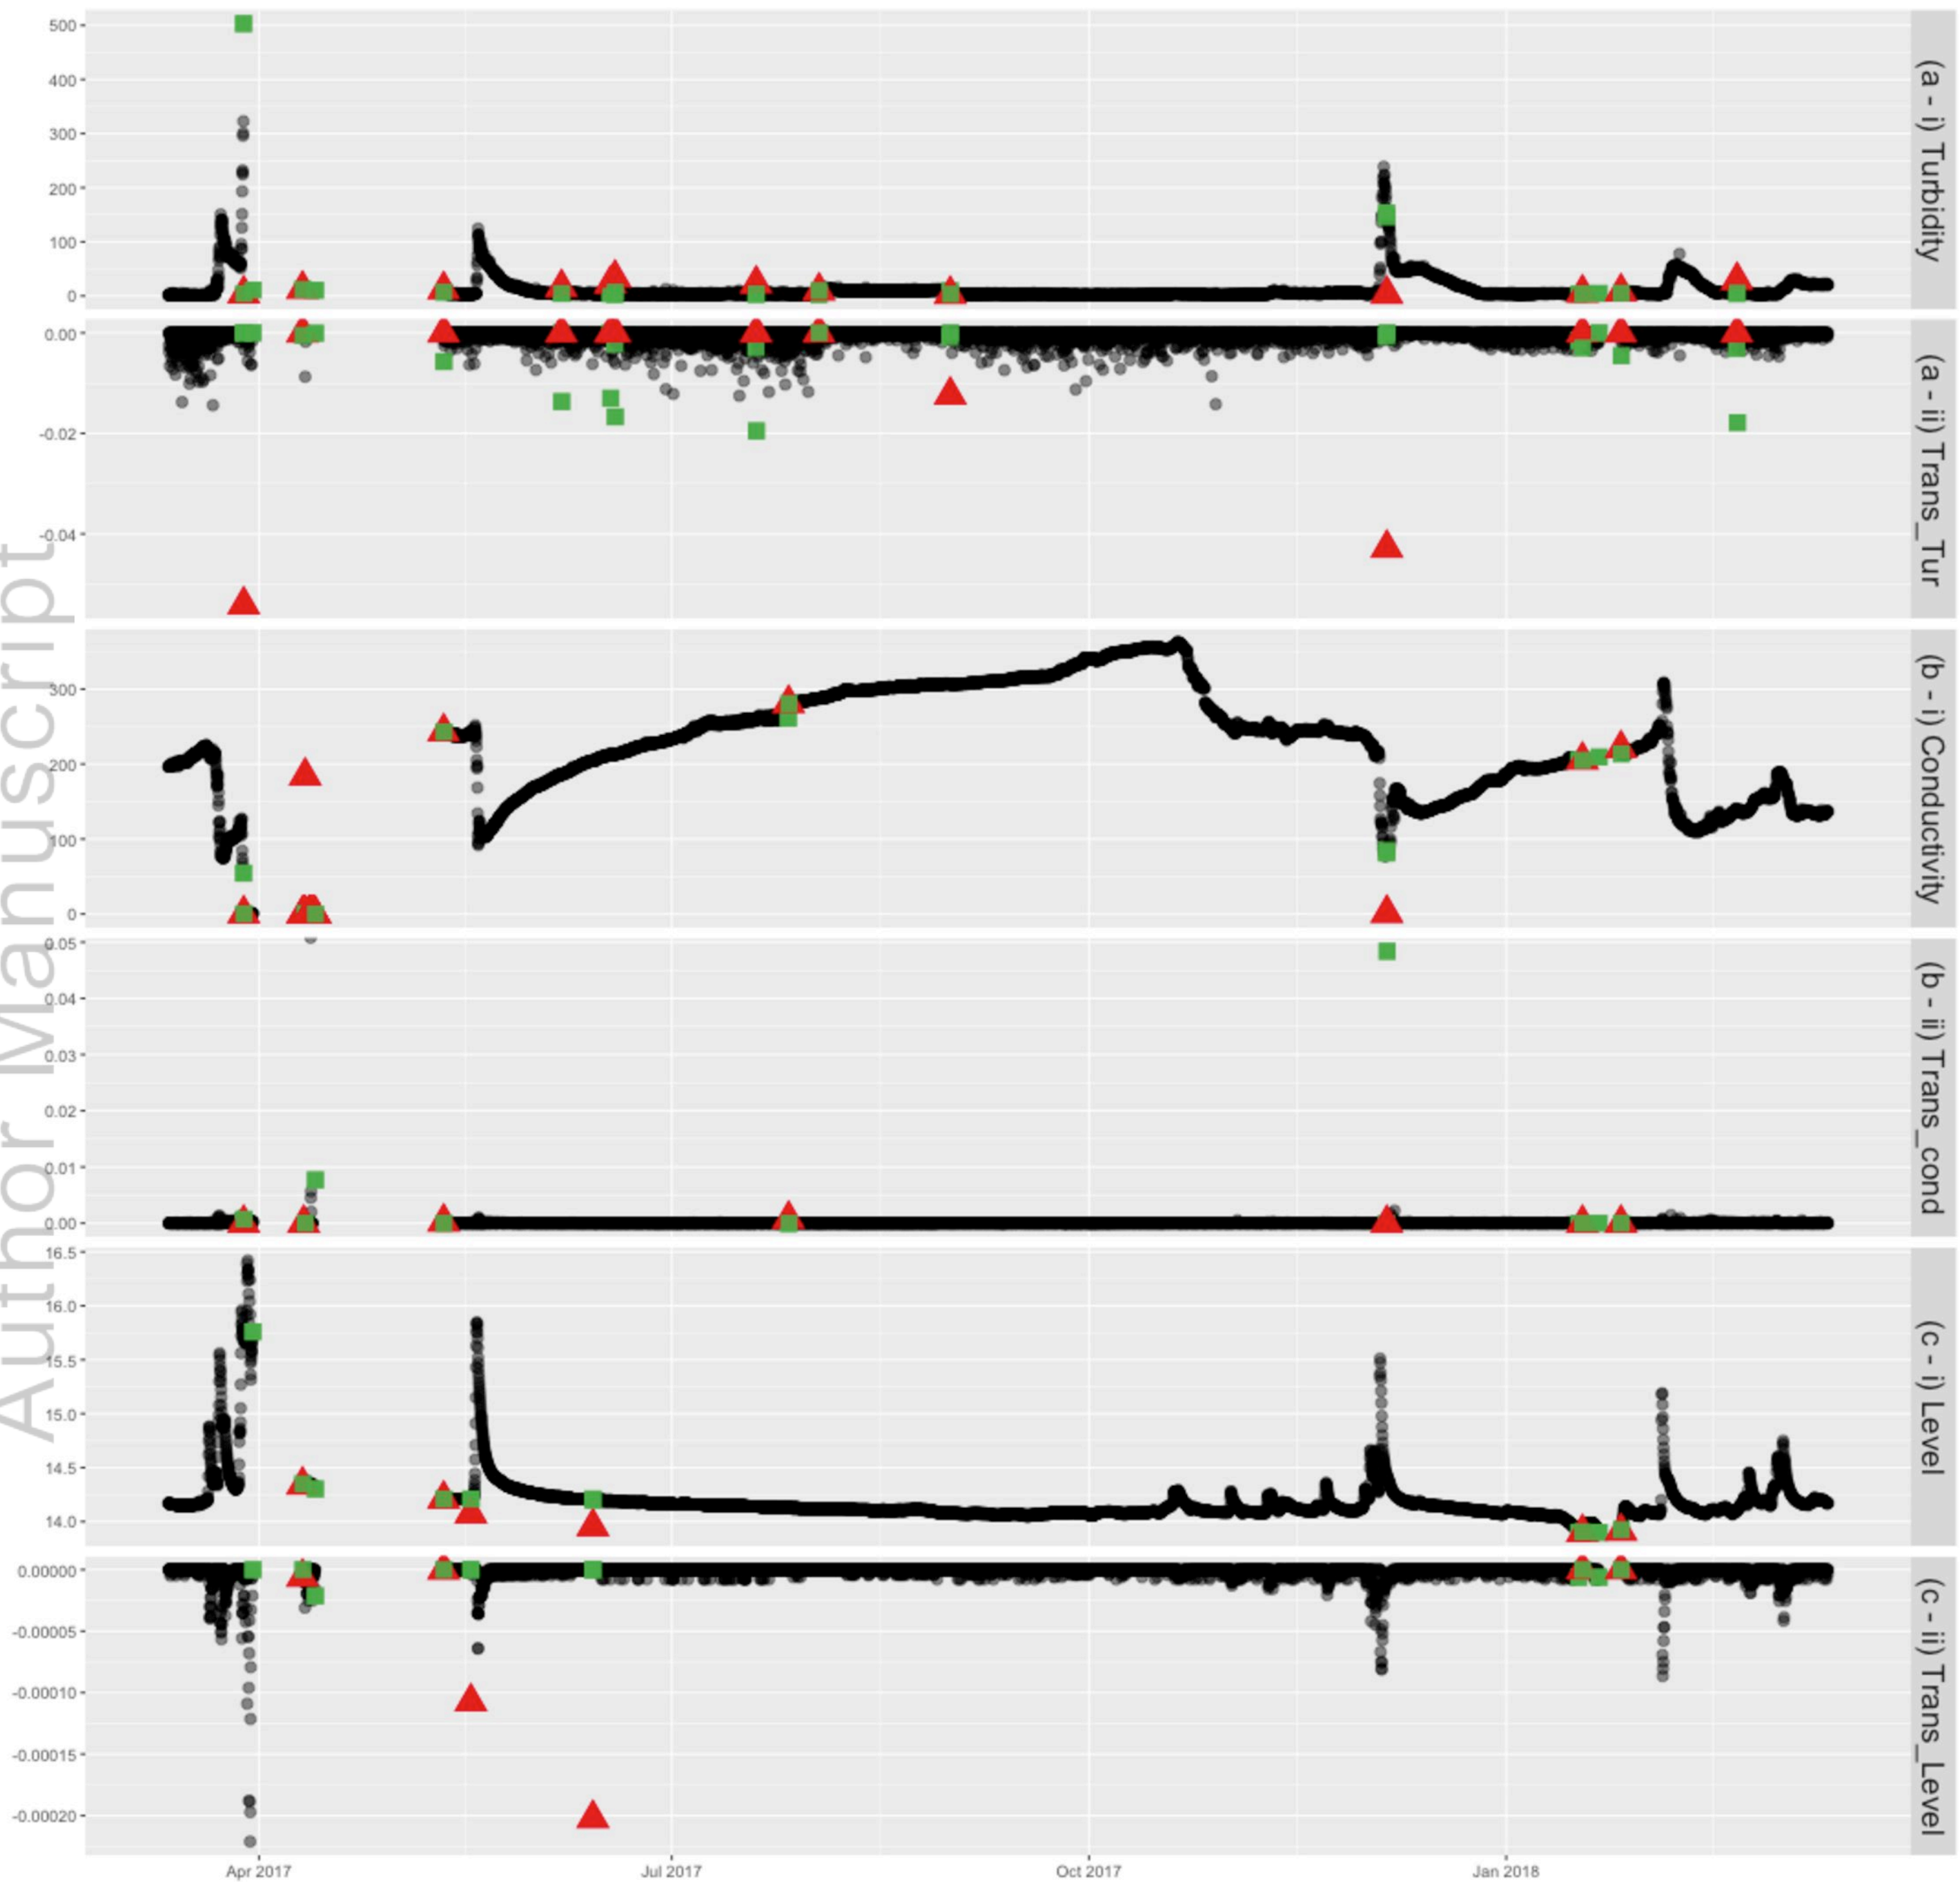 500
400
300
200
100
0
(a - i) Turbidity
0.00
-0.02
-0.04
(a - ii) Trans_Tur
300
200
100
0
(b - i) Conductivity
0.05
0.04
0.03
0.02
0.01
0.00
(b - ii) Trans_cond
16.5
16.0
15.5
15.0
14.5
14.0
(c - i) Level
0.00000
-0.00005
-0.00010
-0.00015
-0.00020
(c - ii) Trans_Level
Apr 2017
Jul 2017
Oct 2017
Jan 2018
Author Manuscript